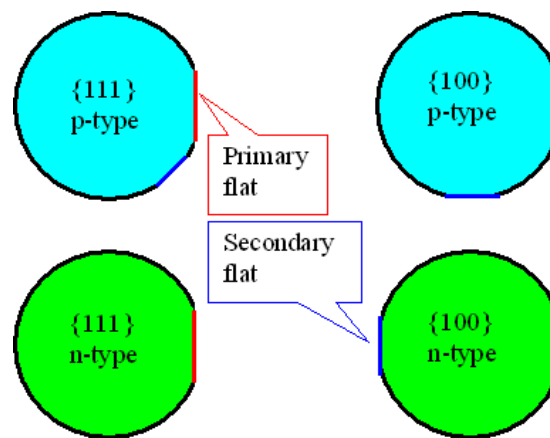 {111}
p-type
{100}
p-type
Primary
flat
Secondary
flat
{111}
n-type
{100}
n-type